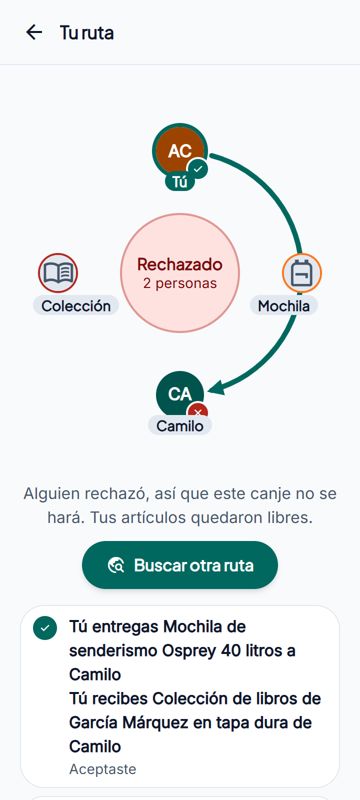 Tu ruta
AC
Tú
Rechazado
2 personas
Colección
Mochila
CA
Camilo
Alguien rechazó, así que este canje no se
hará. Tus artículos quedaron libres.
Buscar otra ruta
Tú entregas Mochila de
senderismo Osprey 40 litros a
Camilo
Tú recibes Colección de libros de
García Márquez en tapa dura de
Camilo
Aceptaste